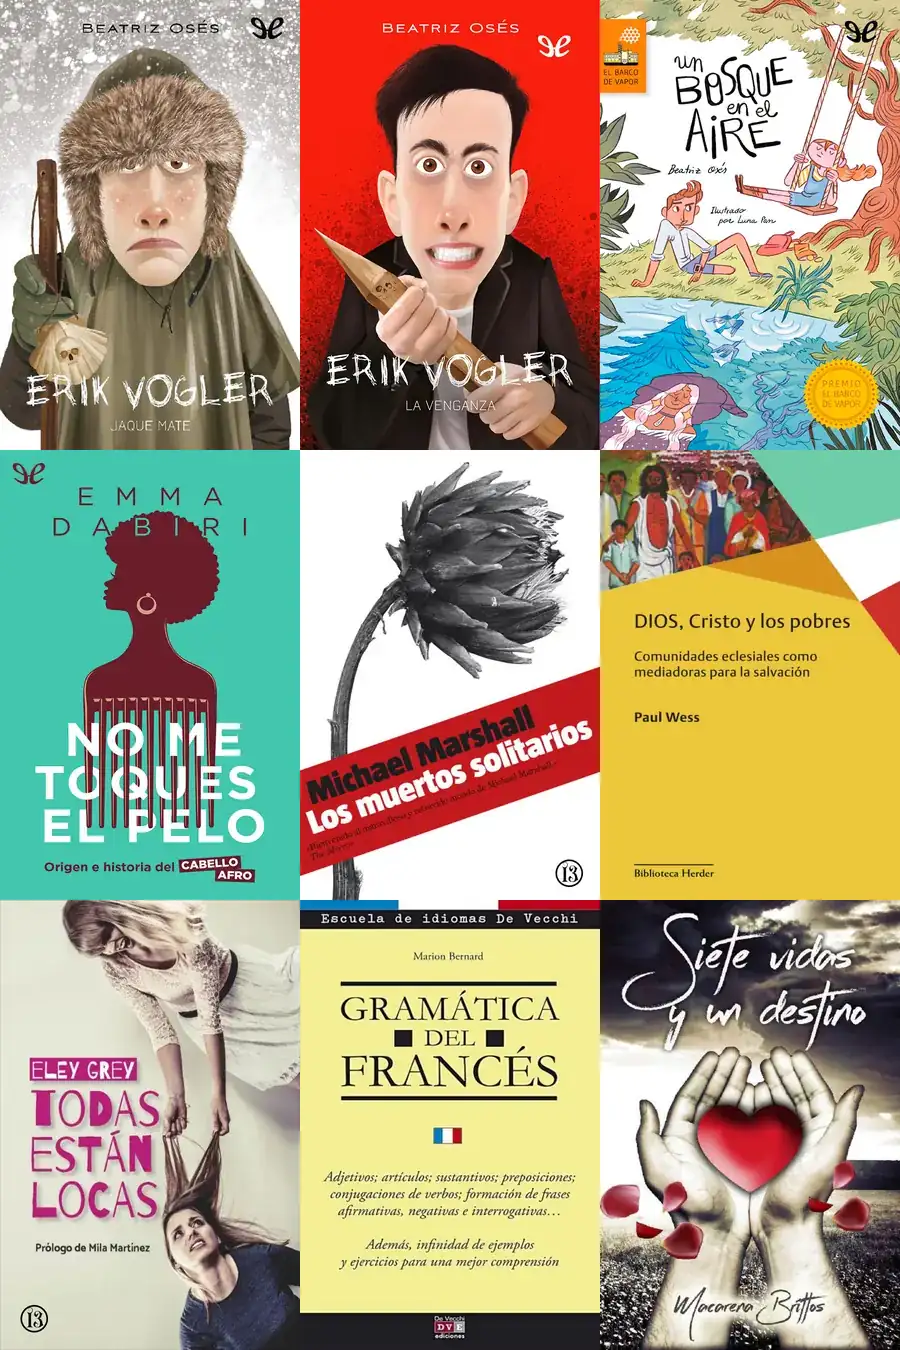 BEATRIZ OSÉS
ERIK VOGLER
JAQUE MATE
BEATRIZ OSÉS
ERIK VOGLER
LA VENGANZA
EL BARCO
DE VAPOR
un
BOSQUE
en el
AIRE
Beatriz Osés
Ilustrado
por Luna Pan
PREMIO
EL BARCO
DE VAPOR
EMMA
DABIRI
NO ME
TOQUES
EL PELO
Origen e historia del CABELLO
AFRO
Michael Marshall
Los muertos solitarios
13
DIOS, Cristo y los pobres
Comunidades eclesiales como
mediadoras para la salvación
Paul Wess
Biblioteca Herder
ELEY GREY
TODAS
ESTÁN
LOCAS
Prólogo de Mila Martínez
13
Escuela de idiomas De Vecchi
Marion Bernard
GRAMÁTICA
DEL
FRANCÉS
Adjetivos; artículos; sustantivos; preposiciones;
conjugaciones de verbos; formación de frases
afirmativas, negativas e interrogativas…
Además, infinidad de ejemplos
y ejercicios para una mejor comprensión
De Vecchi
DVE
ediciones
Siete vidas
y un destino
Macarena Brittos